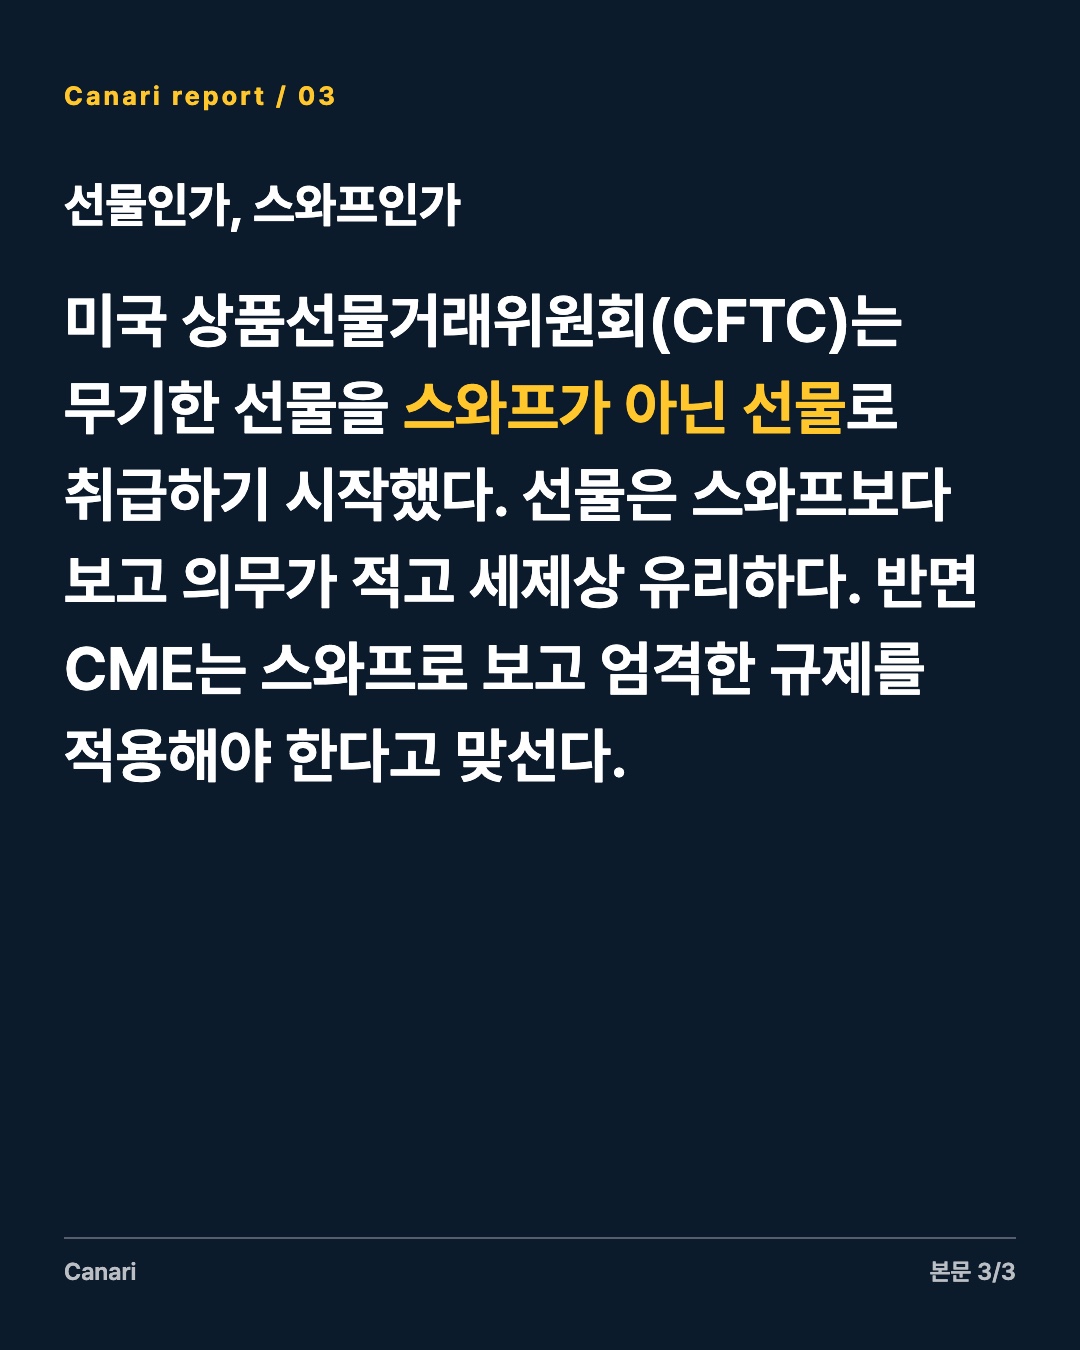 Canari report / 03
선물인가, 스와프인가
미국 상품선물거래위원회(CFTC)는
무기한 선물을 스와프가 아닌 선물로
취급하기 시작했다. 선물은 스와프보다
보고 의무가 적고 세제상 유리하다. 반면
CME는 스와프로 보고 엄격한 규제를
적용해야 한다고 맞선다.
Canari
본문 3/3